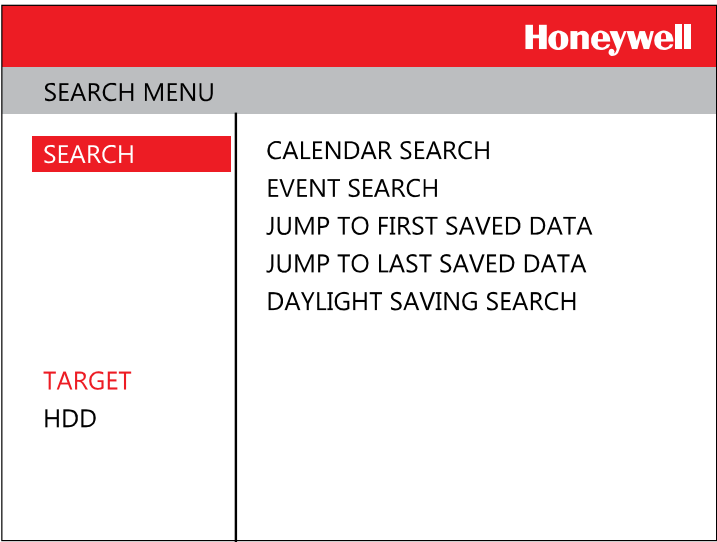 Honeywell
SEARCH MENU
SEARCH
CALENDAR SEARCH
EVENT SEARCH
JUMP TO FIRST SAVED DATA
JUMP TO LAST SAVED DATA
DAYLIGHT SAVING SEARCH
TARGET
HDD